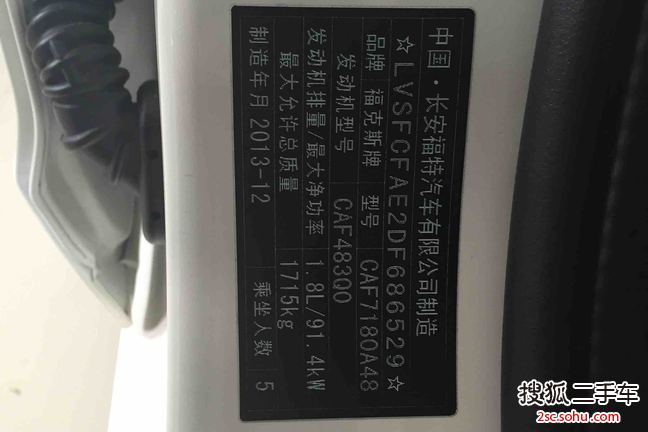 中国·长安福特汽车有限公司制造
☆LVSFCFAE2DF686529☆
品牌 福克斯牌 型号 CAF7180A48
发动机型号 CAF483Q0
发动机排量/最大净功率 1.8L/91.4kW
最大允许总质量 1715kg
制造年月 2013-12 乘坐人数 5
搜狐二手车
2sc.sohu.com